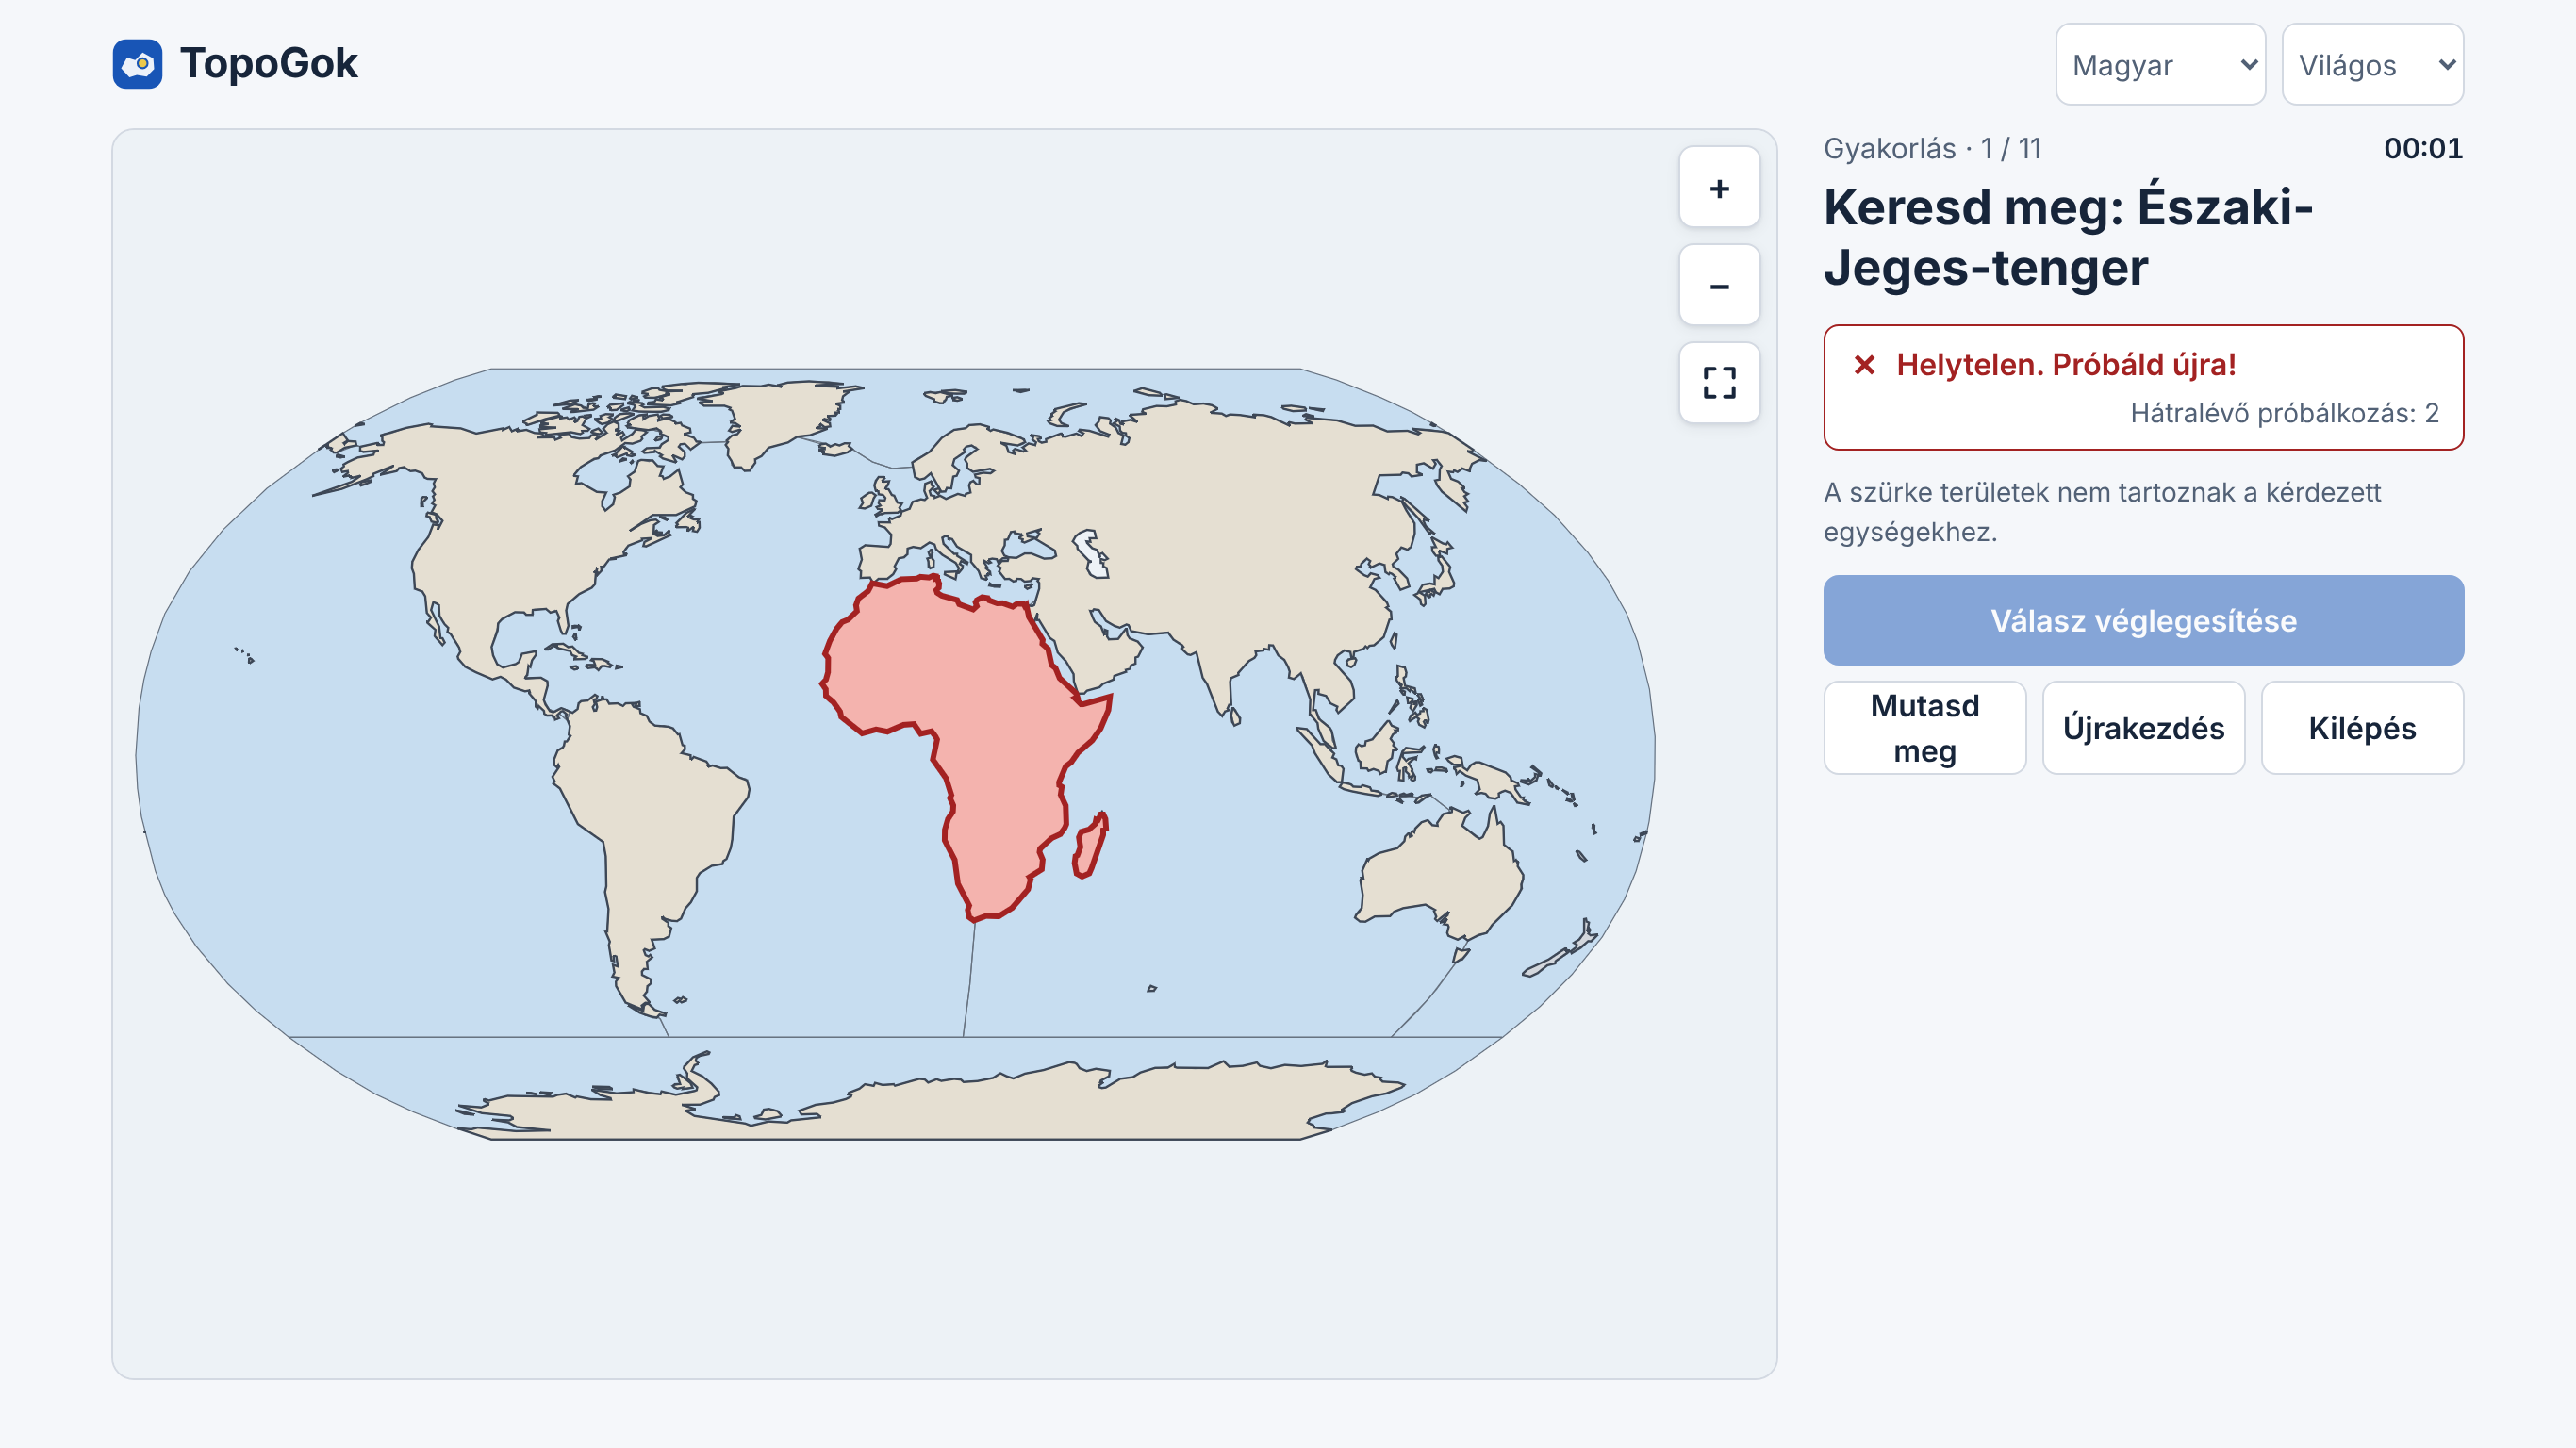 TopoGok
Magyar
Világos
+
−
Gyakorlás · 1 / 11
00:01
Keresd meg: Északi-
Jeges-tenger
× Helytelen. Próbáld újra!
Hátralévő próbálkozás: 2
A szürke területek nem tartoznak a kérdezett
egységekhez.
Válasz véglegesítése
Mutasd
meg
Újrakezdés
Kilépés